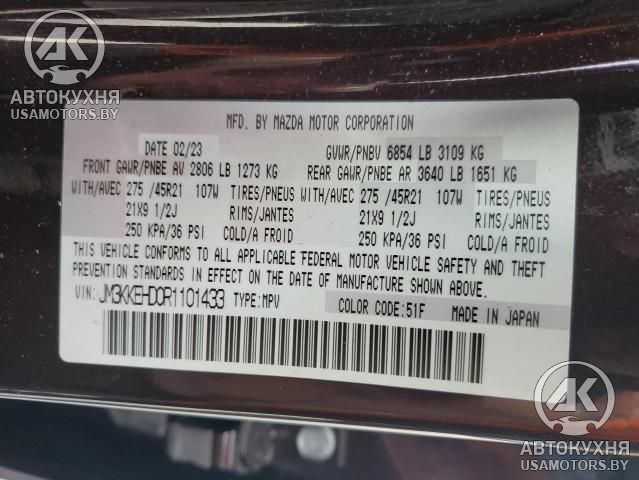 AK
АВТОКУХНЯ
USAMOTORS.BY
MFD. BY MAZDA MOTOR CORPORATION
DATE 02/23 GVWR/PNBV 6854 LB 3109 KG
FRONT GAWR/PNBE AV 2806 LB 1273 KG REAR GAWR/PNBE AR 3640 LB 1651 KG
WITH/AVEC 275 /45R21 107W TIRES/PNEUS WITH/AVEC 275 /45R21 107W TIRES/PNEUS
21X9 1/2J RIMS/JANTES 21X9 1/2J RIMS/JANTES
250 KPA/36 PSI COLD/A FROID 250 KPA/36 PSI COLD/A FROID
THIS VEHICLE CONFORMS TO ALL APPLICABLE FEDERAL MOTOR VEHICLE SAFETY AND THEFT
PREVENTION STANDARDS IN EFFECT ON THE DATE OF MANUFACTURE SHOWN ABOVE.
VIN: JM3KKEHD0R1101433 TYPE:MPV COLOR CODE:51F MADE IN JAPAN
AK
АВТОКУХНЯ
USAMOTORS.BY